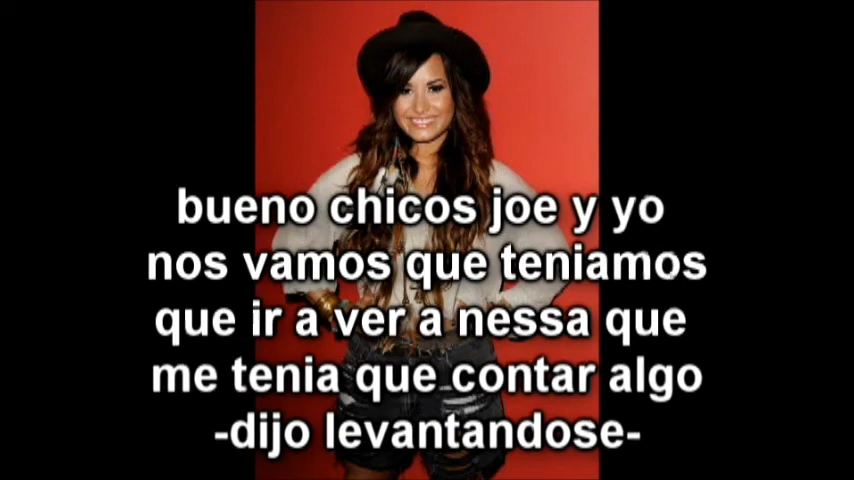 bueno chicos joe y yo
nos vamos que teniamos
que ir a ver a nessa que
me tenia que contar algo
-dijo levantandose-